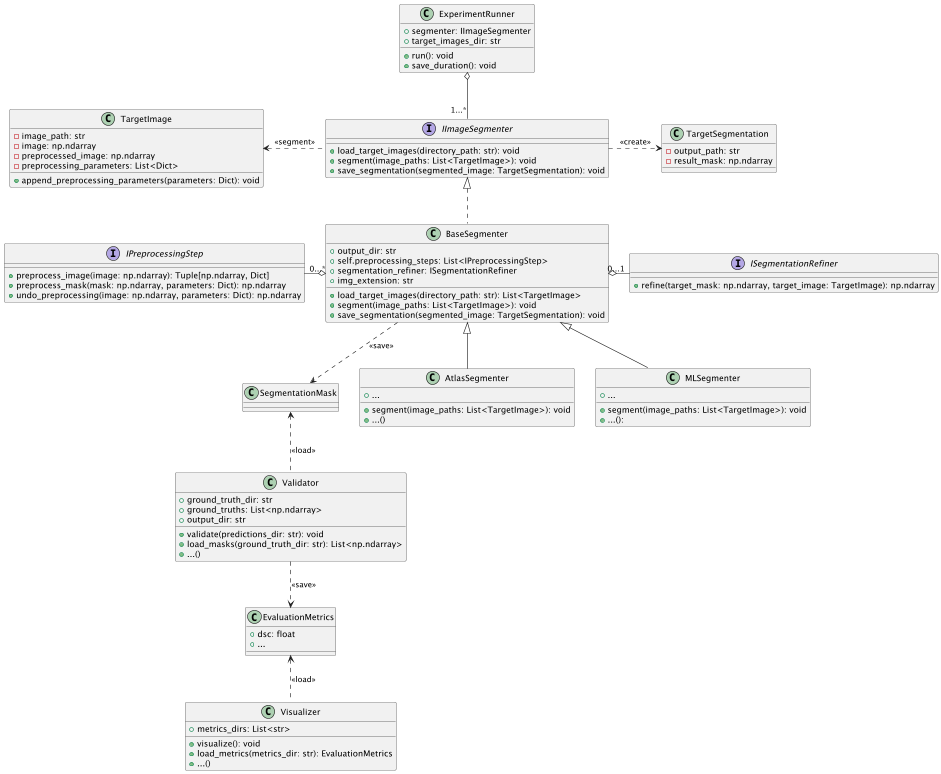 C ExperimentRunner
segmenter: IImageSegmenter
target_images_dir: str
run(): void
save_duration(): void
1...*
C TargetImage
image_path: str
image: np.ndarray
preprocessed_image: np.ndarray
preprocessing_parameters: List<Dict>
append_preprocessing_parameters(parameters: Dict): void
«segment»
I IImageSegmenter
load_target_images(directory_path: str): void
segment(image_paths: List<TargetImage>): void
save_segmentation(segmented_image: TargetSegmentation): void
«create»
C TargetSegmentation
output_path: str
result_mask: np.ndarray
I IPreprocessingStep
preprocess_image(image: np.ndarray): Tuple[np.ndarray, Dict]
preprocess_mask(mask: np.ndarray, parameters: Dict): np.ndarray
undo_preprocessing(image: np.ndarray, parameters: Dict): np.ndarray
0...*
C BaseSegmenter
output_dir: str
self.preprocessing_steps: List<IPreprocessingStep>
segmentation_refiner: ISegmentationRefiner
img_extension: str
load_target_images(directory_path: str): List<TargetImage>
segment(image_paths: List<TargetImage>): void
save_segmentation(segmented_image: TargetSegmentation): void
0...1
I ISegmentationRefiner
refine(target_mask: np.ndarray, target_image: TargetImage): np.ndarray
«save»
C SegmentationMask
C AtlasSegmenter
...
segment(image_paths: List<TargetImage>): void
...()
C MLSegmenter
...
segment(image_paths: List<TargetImage>): void
...():
«load»
C Validator
ground_truth_dir: str
ground_truths: List<np.ndarray>
output_dir: str
validate(predictions_dir: str): void
load_masks(ground_truth_dir: str): List<np.ndarray>
...()
«save»
C EvaluationMetrics
dsc: float
...
«load»
C Visualizer
metrics_dirs: List<str>
visualize(): void
load_metrics(metrics_dir: str): EvaluationMetrics
...()